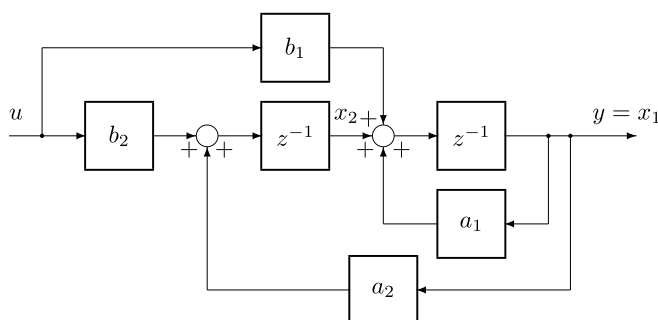 b₁
u
b₂
+
+
z⁻¹
x₂
+
+
+
z⁻¹
y = x₁
a₁
a₂